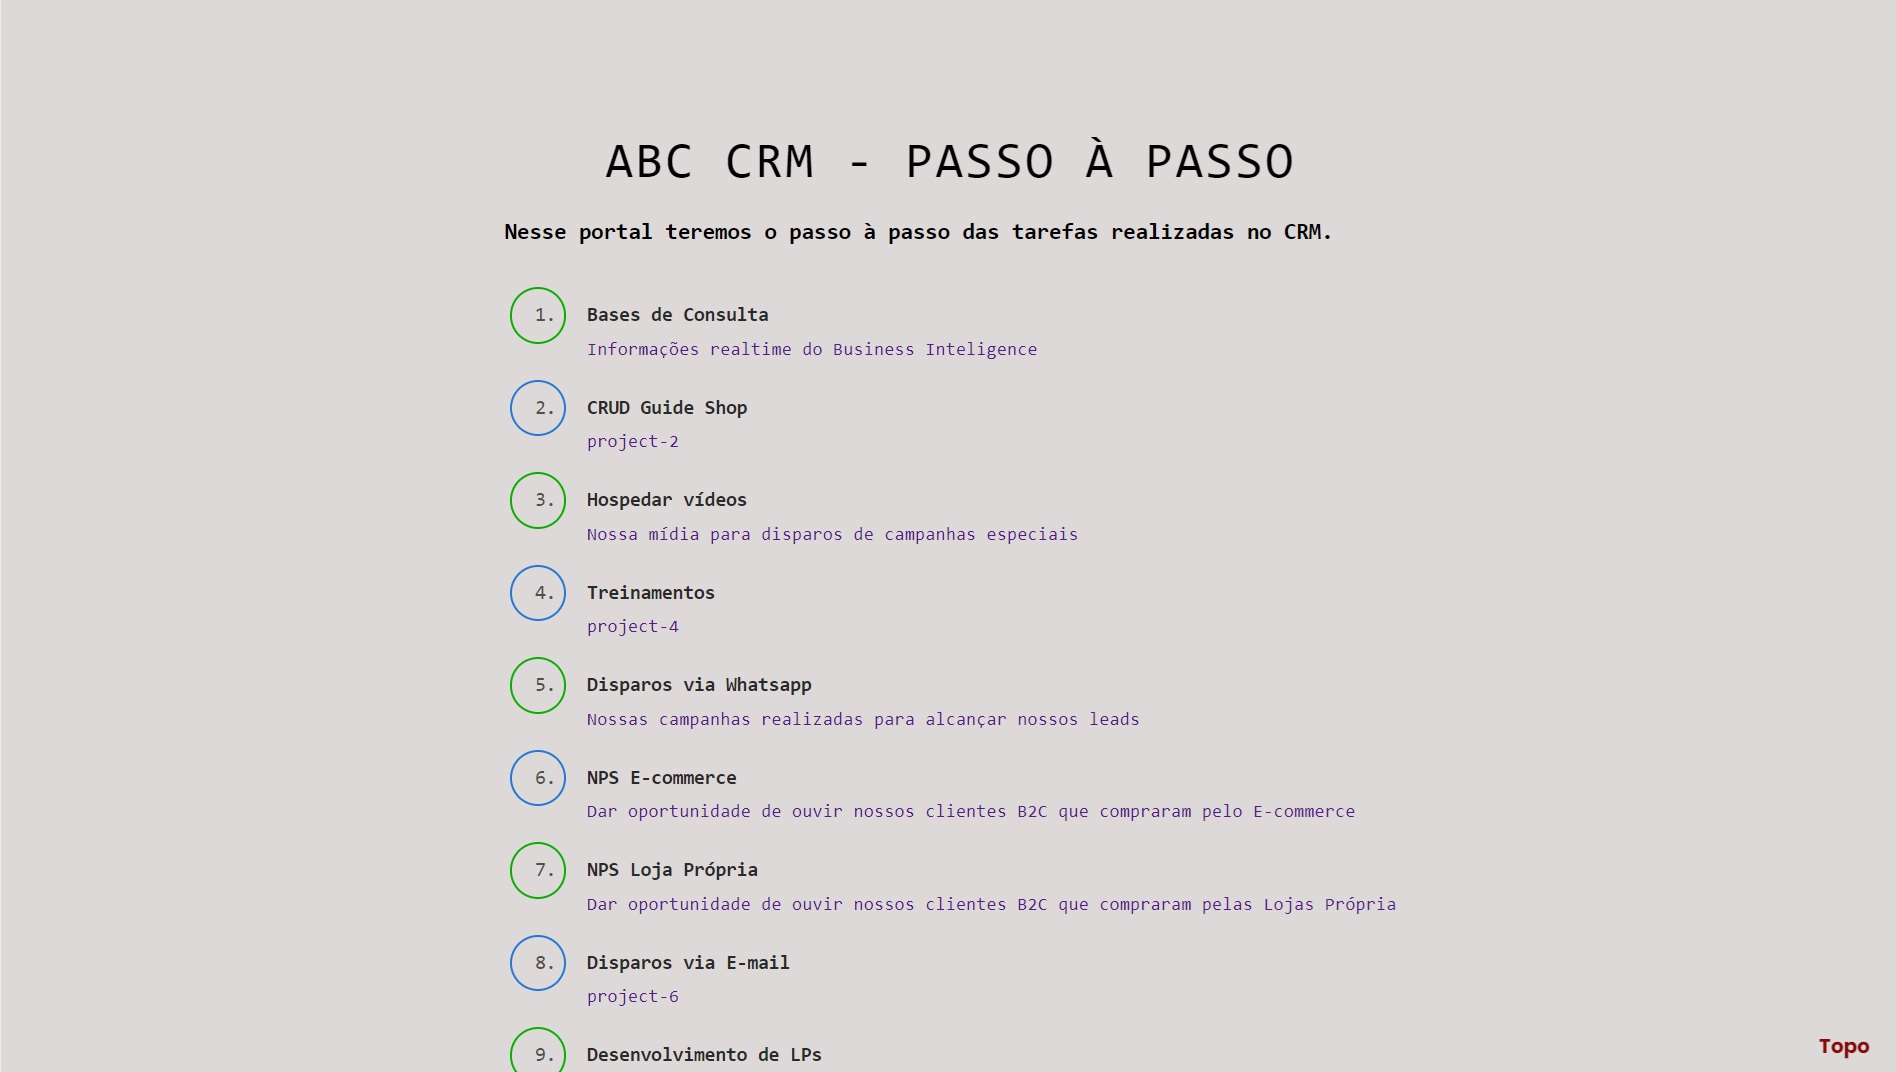 ABC CRM - PASSO À PASSO
Nesse portal teremos o passo à passo das tarefas realizadas no CRM.
1. Bases de Consulta
Informações realtime do Business Inteligence
2. CRUD Guide Shop
project-2
3. Hospedar vídeos
Nossa mídia para disparos de campanhas especiais
4. Treinamentos
project-4
5. Disparos via Whatsapp
Nossas campanhas realizadas para alcançar nossos leads
6. NPS E-commerce
Dar oportunidade de ouvir nossos clientes B2C que compraram pelo E-commerce
7. NPS Loja Própria
Dar oportunidade de ouvir nossos clientes B2C que compraram pelas Lojas Própria
8. Disparos via E-mail
project-6
9. Desenvolvimento de LPs
Topo